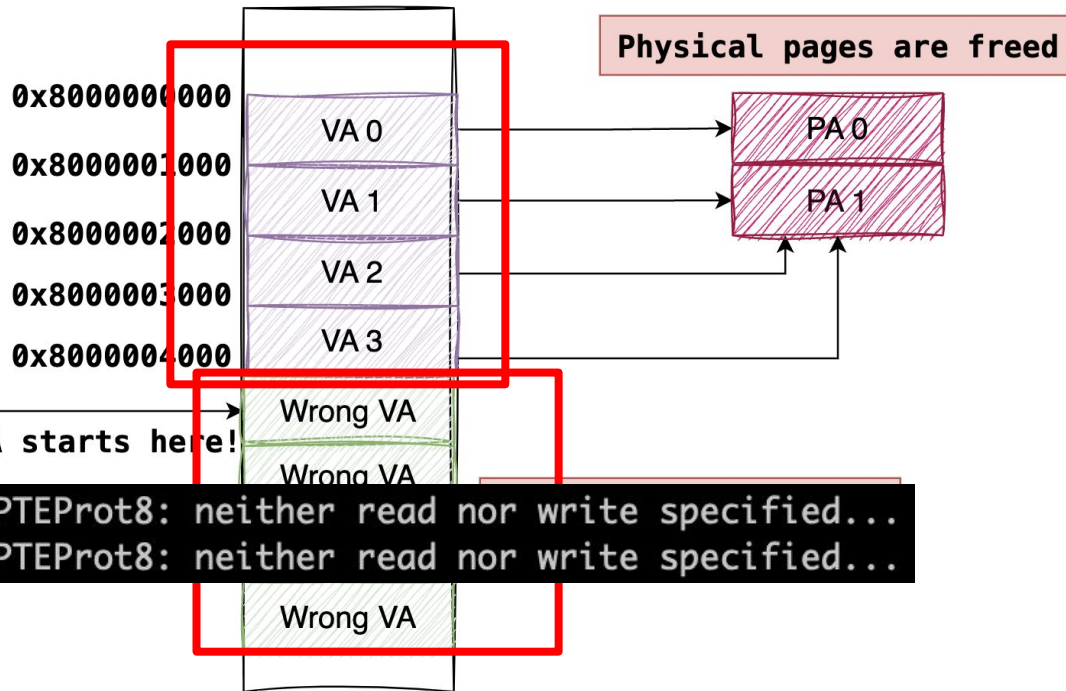 Physical pages are freed
0x8000000000
VA 0
PA 0
0x8000001000
VA 1
PA 1
0x8000002000
VA 2
0x8000003000
VA 3
0x8000004000
Wrong VA
starts here!
Wrong VA
PTEProt8: neither read nor write specified...
PTEProt8: neither read nor write specified...
Wrong VA